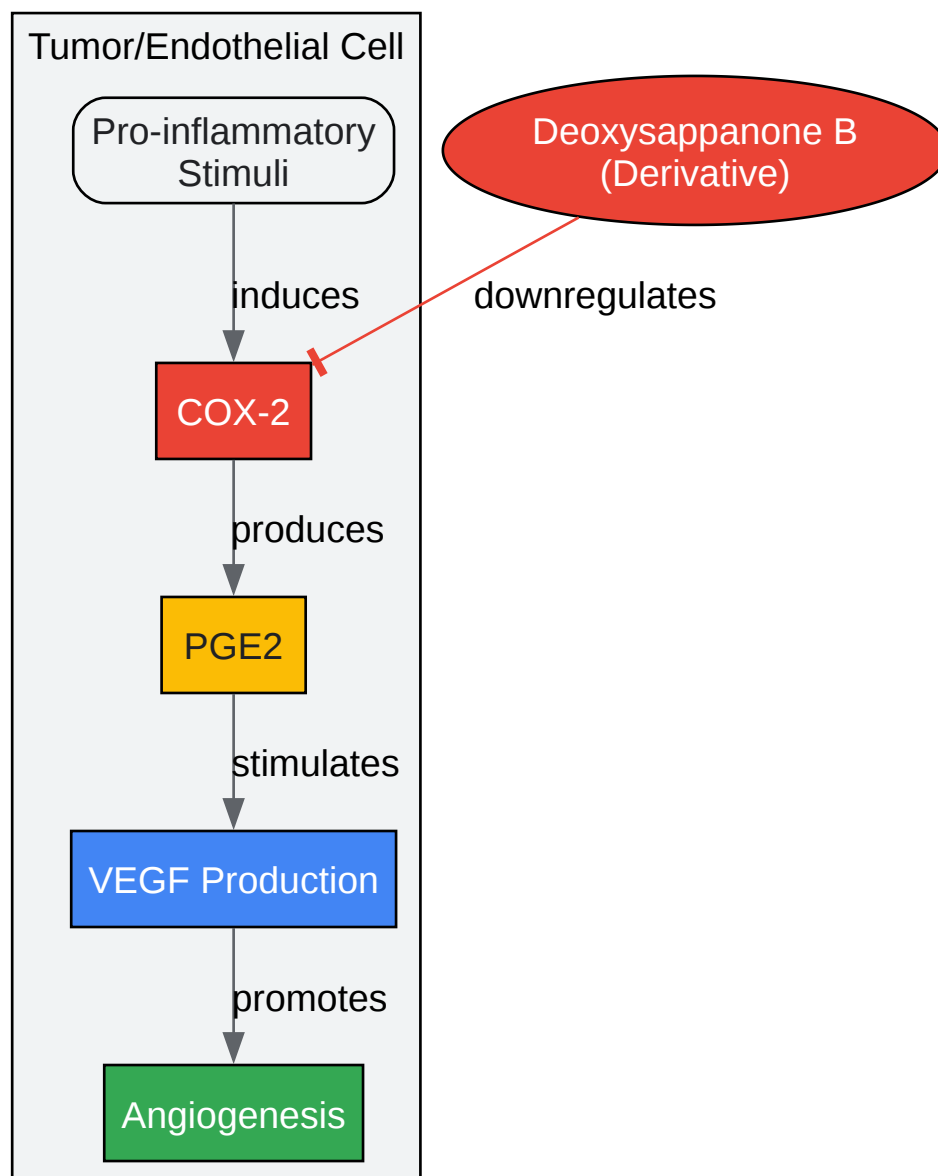 Tumor/Endothelial Cell
Pro-inflammatory
Stimuli
Deoxysappanone B
(Derivative)
induces
downregulates
COX-2
produces
PGE2
stimulates
VEGF Production
promotes
Angiogenesis